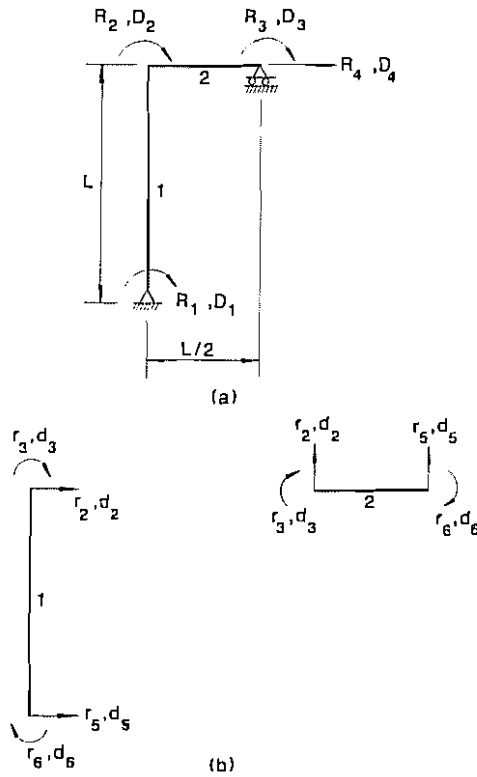 R₂ ,D₂
R₃ ,D₃
R₄ ,D₄
2
L
1
R₁ ,D₁
L/2
(a)
r₃,d₃
r₂,d₂
1
r₅,d₅
r₆,d₆
r₂,d₂
r₅,d₅
r₃,d₃
2
r₆,d₆
(b)